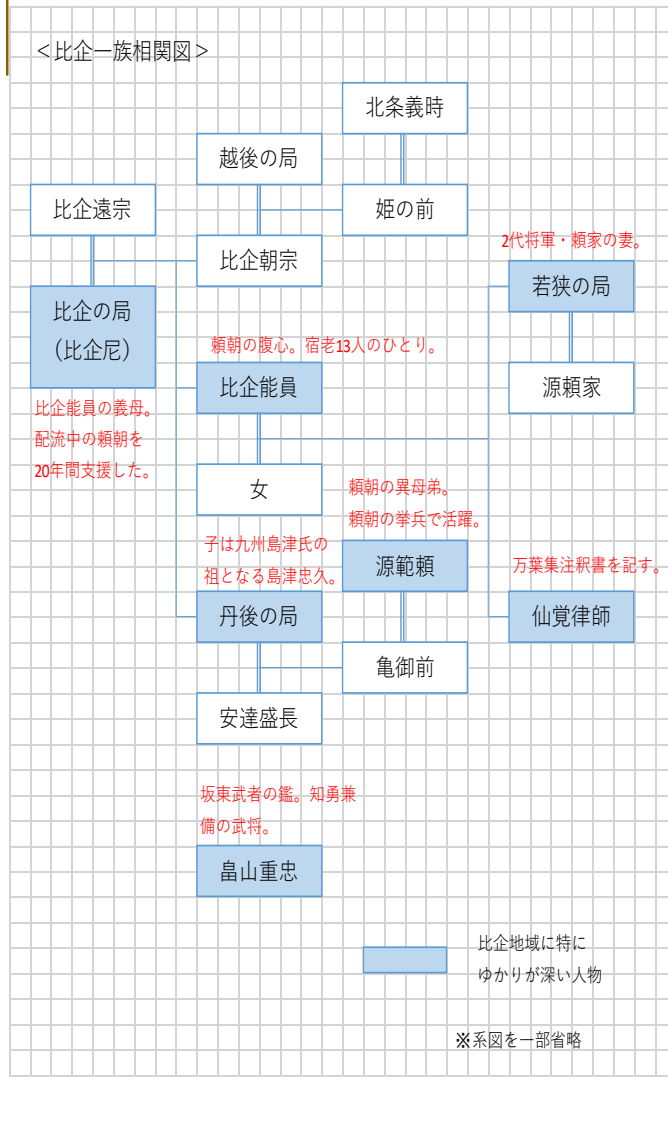 ＜比企一族相関図＞
北条義時
越後の局
比企遠宗
姫の前
2代将軍・頼家の妻。
比企朝宗
若狭の局
比企の局
（比企尼）
頼朝の腹心。宿老13人のひとり。
比企能員
源頼家
比企能員の義母。
配流中の頼朝を
20年間支援した。
女
頼朝の異母弟。
頼朝の挙兵で活躍。
子は九州島津氏の
祖となる島津忠久。
源範頼
万葉集注釈書を記す。
丹後の局
仙覚律師
亀御前
安達盛長
坂東武者の鑑。知勇兼
備の武将。
畠山重忠
比企地域に特に
ゆかりが深い人物
※系図を一部省略